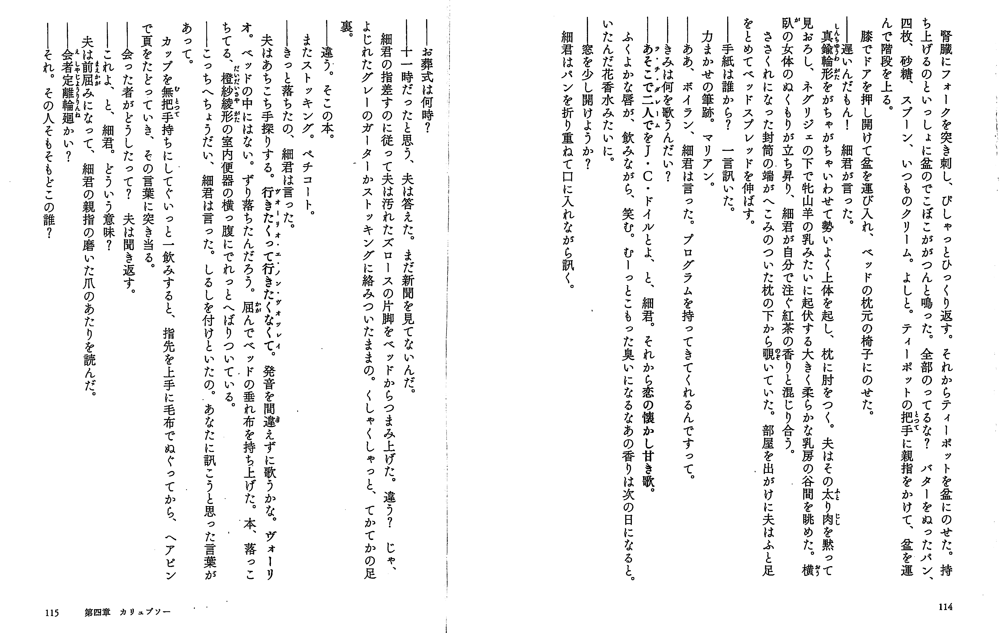 腎臓にフォークを突き刺し、ぴしゃっとひっくり返す。それからティーポットを盆にのせた。持
ち上げるのといっしょに盆のでこぼこががつんと鳴った。全部のってるな？　バターをぬったパン、
四枚、砂糖、スプーン、いつものクリーム。よしと。ティーポットの把手に親指をかけて、盆を運
んで階段を上る。
膝でドアを押し開けて盆を運び入れ、ベッドの枕元の椅子にのせた。
――遅いんだもん！　細君が言った。
真鍮輪形をがちゃがちゃいわせて勢いよく上体を起し、枕に肘をつく。夫はその太り肉を黙って
見おろし、ネグリジェの下で牝山羊の乳みたいに起伏する大きく柔らかな乳房の谷間を眺めた。横
臥の女体のぬくもりが立ち昇り、細君が自分で注ぐ紅茶の香りと混じり合う。
ささくれになった封筒の端がへこみのついた枕の下から覗いていた。部屋を出がけに夫はふと足
をとめてベッドスプレッドを伸ばす。
――手紙は誰から？　一言訊いた。
力まかせの筆跡。マリアン。
――ああ、ボイラン、細君は言った。プログラムを持ってきてくれるんですって。
――きみは何を歌うんだい？
――あそこで二人でをJ・C・ドイルとよ、と、細君。それから恋の懐かし甘き歌。
ふくよかな唇が、飲みながら、笑む。むーっとこもった臭いになるなあの香りは次の日になると。
いたんだ花香水みたいに。
――窓を少し開けようか？
細君はパンを折り重ねて口に入れながら訊く。
114
――お葬式は何時？
――十一時だったと思う、夫は答えた。まだ新聞を見てないんだ。
細君の指差すのに従って夫は汚れたズロースの片脚をベッドからつまみ上げた。違う？　じゃ、
よじれたグレーのガーターかストッキングに絡みついたままの。くしゃくしゃっと、てかてかの足
裏。
――違う。そこの本。
またストッキング。ペチコート。
――きっと落ちたの、細君は言った。
夫はあちこち手探りする。行きたくって行きたくなくて。発音を間違えずに歌うかな。ヴォーリ
オ。ベッドの中にはない。ずり落ちたんだろう。屈んでベッドの垂れ布を持ち上げた。本、落っこ
ちてる、橙紗綾形の室内便器の横っ腹にでれっとへばりついている。
――こっちへちょうだい、細君は言った。しるしを付けといたの。あなたに訊こうと思った言葉が
あって。
カップを無把手持ちにしてぐいっと一飲みすると、指先を上手に毛布でぬぐってから、ヘアピン
で頁をたどっていき、その言葉に突き当る。
――会った者がどうしたって？　夫は聞き返す。
――これよ、と、細君。どういう意味？
夫は前屈みになって、細君の親指の磨いた爪のあたりを読んだ。
――会者定離輪廻かい？
――それ。その人そもそもどこの誰？
115　第四章　カリュプソー